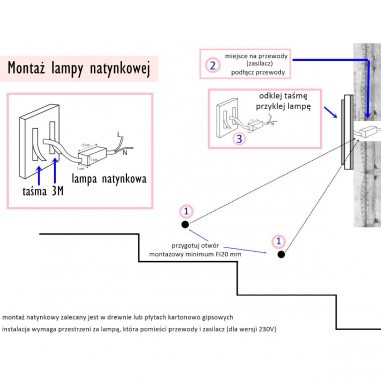 Montaż lampy natynkowej
2
miejsce na przewody
(zasilacz)
podłącz przewody
odklej taśmę
przyklej lampę
3
L
N
lampa natynkowa
taśma 3M
1
1
przygotuj otwór
montażowy minimum FI20 mm
montaż natynkowy zalecany jest w drewnie lub płytach kartonowo gipsowych
instalacja wymaga przestrzeni za lampą, która pomieści przewody i zasilacz (dla wersji 230V)